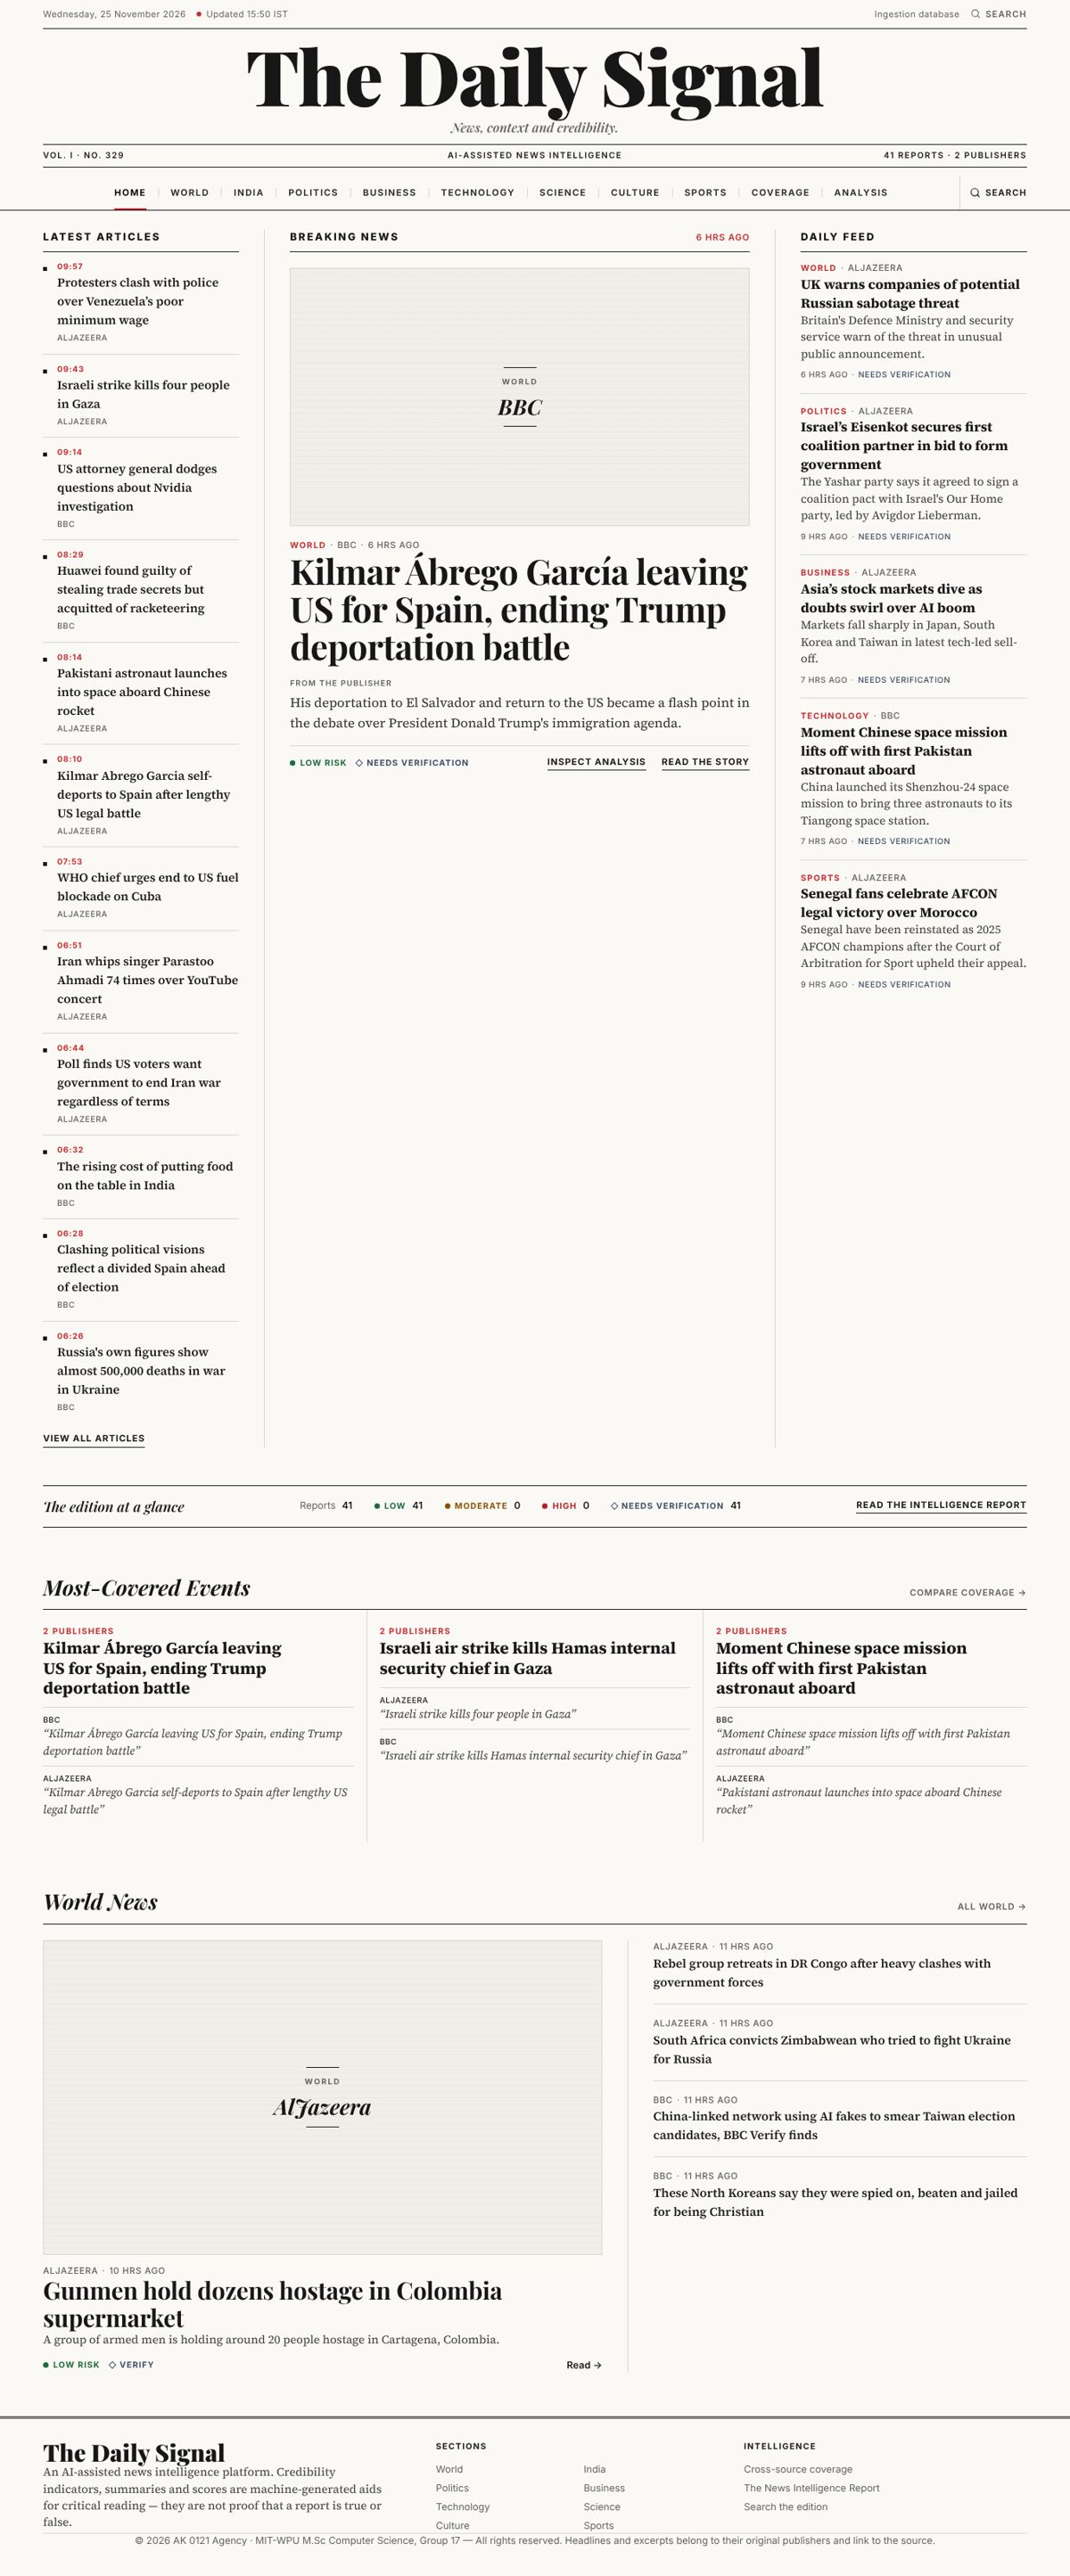 Wednesday, 25 November 2026 Updated 15:50 IST
Ingestion database SEARCH
The Daily Signal
News, context and credibility.
VOL. I · NO. 329
AI-ASSISTED NEWS INTELLIGENCE
41 REPORTS · 2 PUBLISHERS
HOME WORLD INDIA POLITICS BUSINESS TECHNOLOGY SCIENCE CULTURE SPORTS COVERAGE ANALYSIS SEARCH
LATEST ARTICLES
09:57
Protesters clash with police
over Venezuela's poor
minimum wage
ALJAZEERA
09:43
Israeli strike kills four people
in Gaza
ALJAZEERA
09:14
US attorney general dodges
questions about Nvidia
investigation
BBC
08:29
Huawei found guilty of
stealing trade secrets but
acquitted of racketeering
BBC
08:14
Pakistani astronaut launches
into space aboard Chinese
rocket
ALJAZEERA
08:10
Kilmar Abrego Garcia self-
deports to Spain after lengthy
US legal battle
ALJAZEERA
07:53
WHO chief urges end to US fuel
blockade on Cuba
ALJAZEERA
06:51
Iran whips singer Parastoo
Ahmadi 74 times over YouTube
concert
ALJAZEERA
06:44
Poll finds US voters want
government to end Iran war
regardless of terms
ALJAZEERA
06:32
The rising cost of putting food
on the table in India
BBC
06:28
Clashing political visions
reflect a divided Spain ahead
of election
BBC
06:26
Russia's own figures show
almost 500,000 deaths in war
in Ukraine
BBC
VIEW ALL ARTICLES
BREAKING NEWS
6 HRS AGO
WORLD
BBC
WORLD · BBC · 6 HRS AGO
Kilmar Ábrego García leaving
US for Spain, ending Trump
deportation battle
FROM THE PUBLISHER
His deportation to El Salvador and return to the US became a flash point in
the debate over President Donald Trump's immigration agenda.
LOW RISK ◇ NEEDS VERIFICATION
INSPECT ANALYSIS READ THE STORY
DAILY FEED
WORLD · ALJAZEERA
UK warns companies of potential
Russian sabotage threat
Britain's Defence Ministry and security
service warn of the threat in unusual
public announcement.
6 HRS AGO · NEEDS VERIFICATION
POLITICS · ALJAZEERA
Israel's Eisenkot secures first
coalition partner in bid to form
government
The Yashar party says it agreed to sign a
coalition pact with Israel's Our Home
party, led by Avigdor Lieberman.
9 HRS AGO · NEEDS VERIFICATION
BUSINESS · ALJAZEERA
Asia's stock markets dive as
doubts swirl over AI boom
Markets fall sharply in Japan, South
Korea and Taiwan in latest tech-led sell-
off.
7 HRS AGO · NEEDS VERIFICATION
TECHNOLOGY · BBC
Moment Chinese space mission
lifts off with first Pakistan
astronaut aboard
China launched its Shenzhou-24 space
mission to bring three astronauts to its
Tiangong space station.
7 HRS AGO · NEEDS VERIFICATION
SPORTS · ALJAZEERA
Senegal fans celebrate AFCON
legal victory over Morocco
Senegal have been reinstated as 2025
AFCON champions after the Court of
Arbitration for Sport upheld their appeal.
9 HRS AGO · NEEDS VERIFICATION
The edition at a glance
Reports 41 LOW 41 MODERATE 0 HIGH 0 ◇ NEEDS VERIFICATION 41
READ THE INTELLIGENCE REPORT
Most-Covered Events
COMPARE COVERAGE →
2 PUBLISHERS
Kilmar Ábrego García leaving
US for Spain, ending Trump
deportation battle
BBC
“Kilmar Ábrego García leaving US for Spain, ending Trump
deportation battle”
ALJAZEERA
“Kilmar Abrego Garcia self-deports to Spain after lengthy US
legal battle”
2 PUBLISHERS
Israeli air strike kills Hamas internal
security chief in Gaza
ALJAZEERA
“Israeli strike kills four people in Gaza”
BBC
“Israeli air strike kills Hamas internal security chief in Gaza”
2 PUBLISHERS
Moment Chinese space mission
lifts off with first Pakistan
astronaut aboard
BBC
“Moment Chinese space mission lifts off with first Pakistan
astronaut aboard”
ALJAZEERA
“Pakistani astronaut launches into space aboard Chinese
rocket”
World News
ALL WORLD →
WORLD
AlJazeera
ALJAZEERA · 10 HRS AGO
Gunmen hold dozens hostage in Colombia
supermarket
A group of armed men is holding around 20 people hostage in Cartagena, Colombia.
LOW RISK ◇ VERIFY
Read →
ALJAZEERA · 11 HRS AGO
Rebel group retreats in DR Congo after heavy clashes with
government forces
ALJAZEERA · 11 HRS AGO
South Africa convicts Zimbabwean who tried to fight Ukraine
for Russia
BBC · 11 HRS AGO
China-linked network using AI fakes to smear Taiwan election
candidates, BBC Verify finds
BBC · 11 HRS AGO
These North Koreans say they were spied on, beaten and jailed
for being Christian
The Daily Signal
An AI-assisted news intelligence platform. Credibility
indicators, summaries and scores are machine-generated aids
for critical reading — they are not proof that a report is true or
false.
SECTIONS
World India
Politics Business
Technology Science
Culture Sports
INTELLIGENCE
Cross-source coverage
The News Intelligence Report
Search the edition
© 2026 AK 0121 Agency · MIT-WPU M.Sc Computer Science, Group 17 — All rights reserved. Headlines and excerpts belong to their original publishers and link to the source.